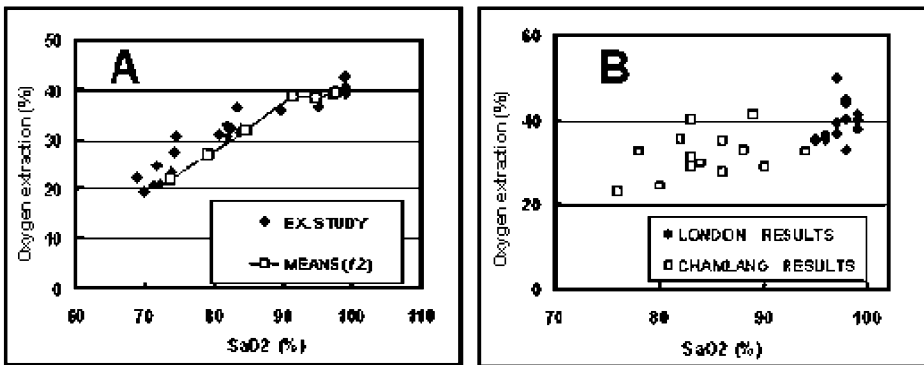 A
50
40
30
20
10
0
60 70 80 90 100 110
Oxygen extraction (%)
SaO2 (%)
EX.STUDY
MEANS(12)
B
60
40
20
0
70 80 90 100
Oxygen extraction (%)
SaO2 (%)
LONDON RESULTS
CHAMLANG RESULTS